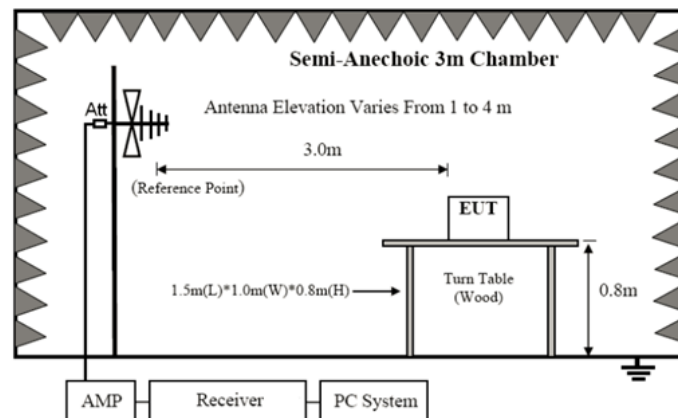 Semi-Anechoic 3m Chamber
Att
Antenna Elevation Varies From 1 to 4 m
3.0m
(Reference Point)
EUT
1.5m(L)*1.0m(W)*0.8m(H)
Turn Table
(Wood)
0.8m
AMP
Receiver
PC System